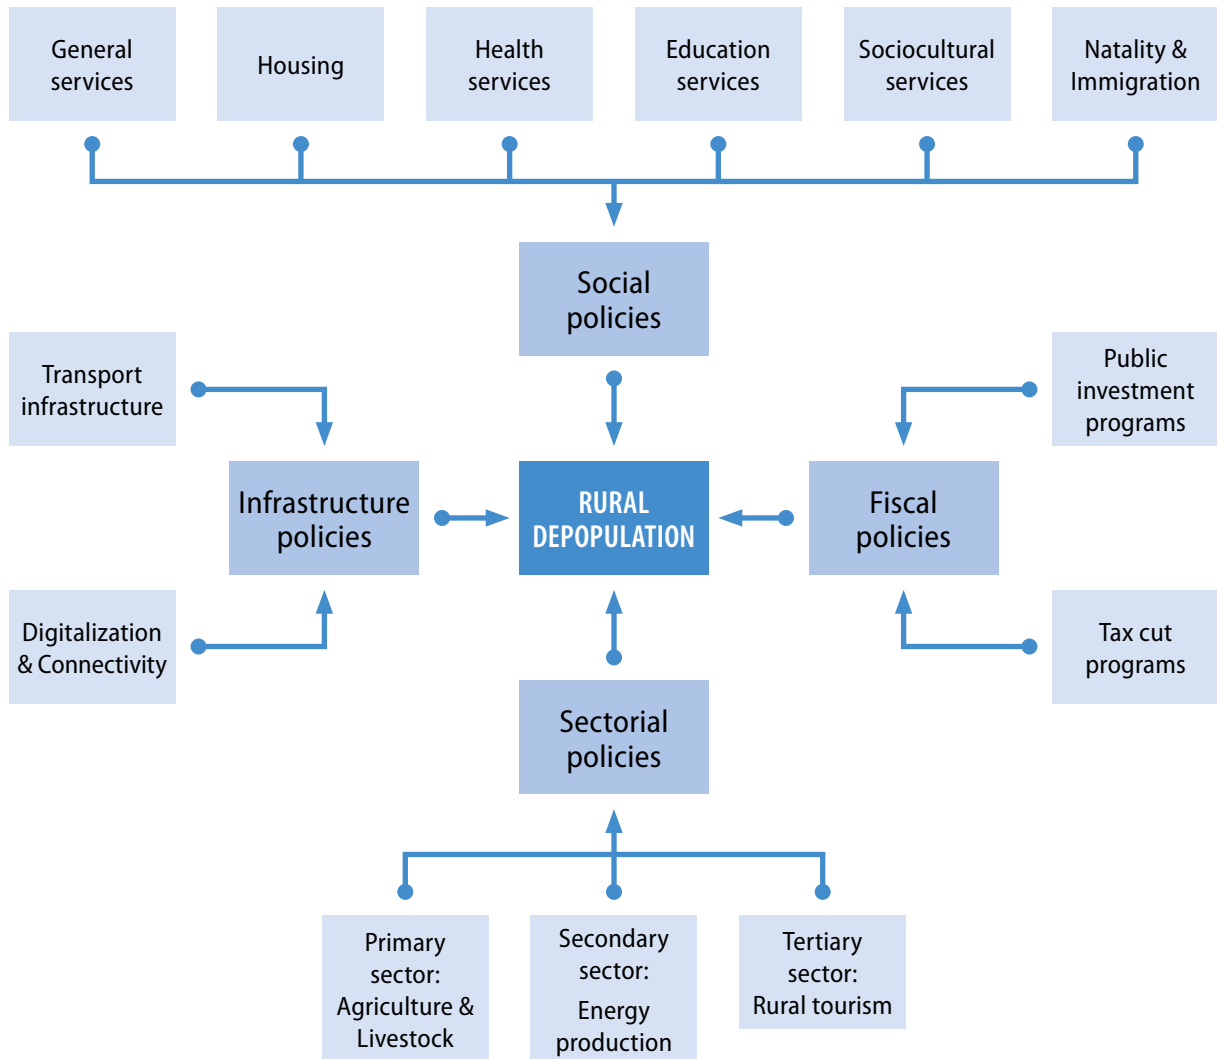 General
services
Housing
Health
services
Education
services
Sociocultural
services
Natality &
Immigration
Social
policies
Transport
infrastructure
Public
investment
programs
Infrastructure
policies
RURAL
DEPOPULATION
Fiscal
policies
Digitalization
& Connectivity
Tax cut
programs
Sectorial
policies
Primary
sector:
Agriculture &
Livestock
Secondary
sector:
Energy
production
Tertiary
sector:
Rural tourism